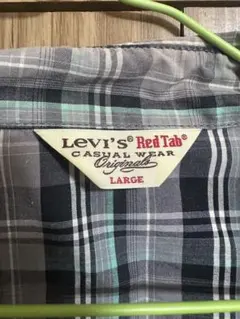 LEVI'S® Red Tab®
CASUAL WEAR
Originals
LARGE